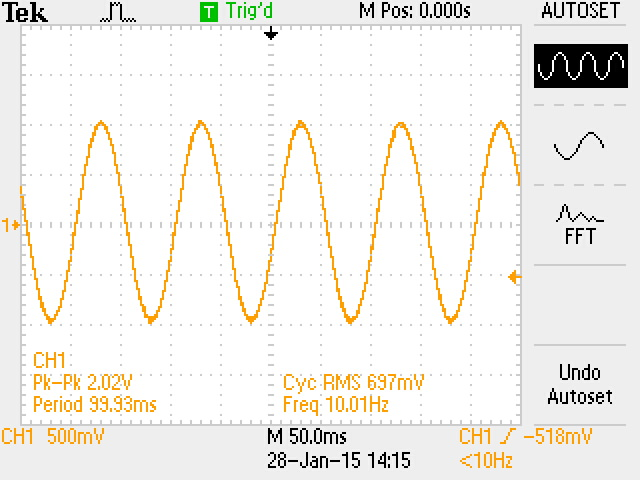 Tek T Trig'd M Pos: 0.000s AUTOSET
1
FFT
CH1
Pk-Pk 2.02V Cyc RMS 697mV
Period 99.93ms Freq 10.01Hz
Undo
Autoset
CH1 500mV M 50.0ms CH1 -518mV
28-Jan-15 14:15 <10Hz